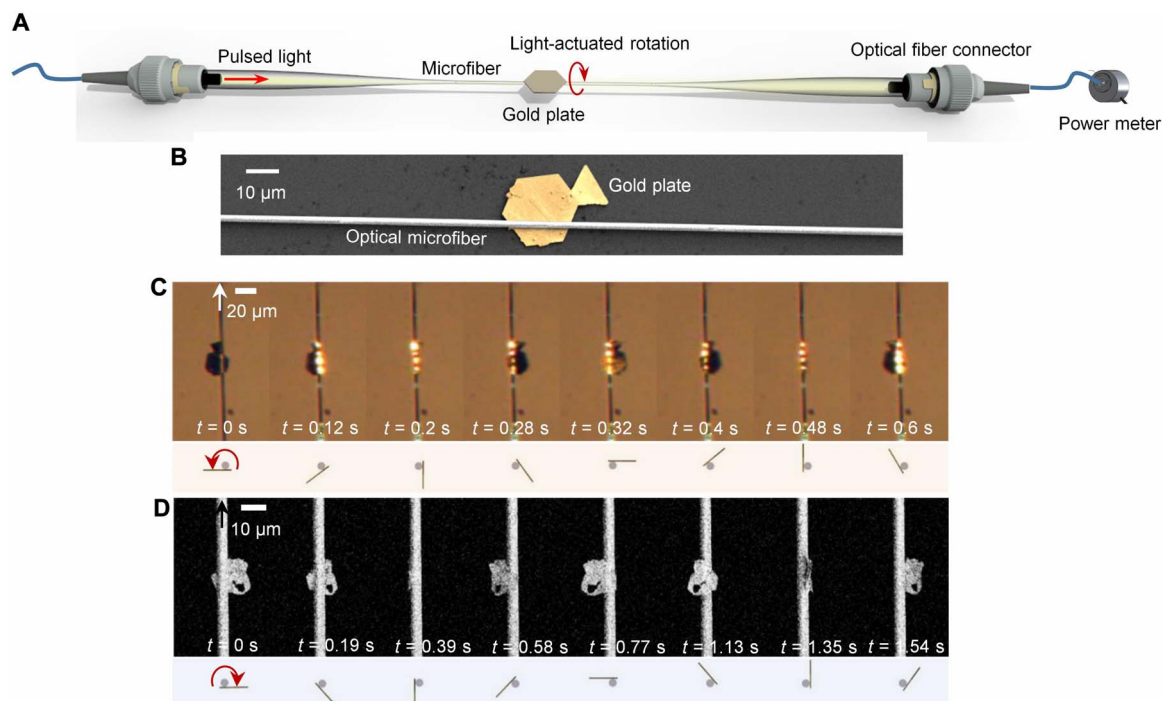 A
Pulsed light
Microfiber
Light-actuated rotation
Gold plate
Optical fiber connector
Power meter
B
10 µm
Gold plate
Optical microfiber
C
20 µm
t = 0 s
t = 0.12 s
t = 0.2 s
t = 0.28 s
t = 0.32 s
t = 0.4 s
t = 0.48 s
t = 0.6 s
D
10 µm
t = 0 s
t = 0.19 s
t = 0.39 s
t = 0.58 s
t = 0.77 s
t = 1.13 s
t = 1.35 s
t = 1.54 s